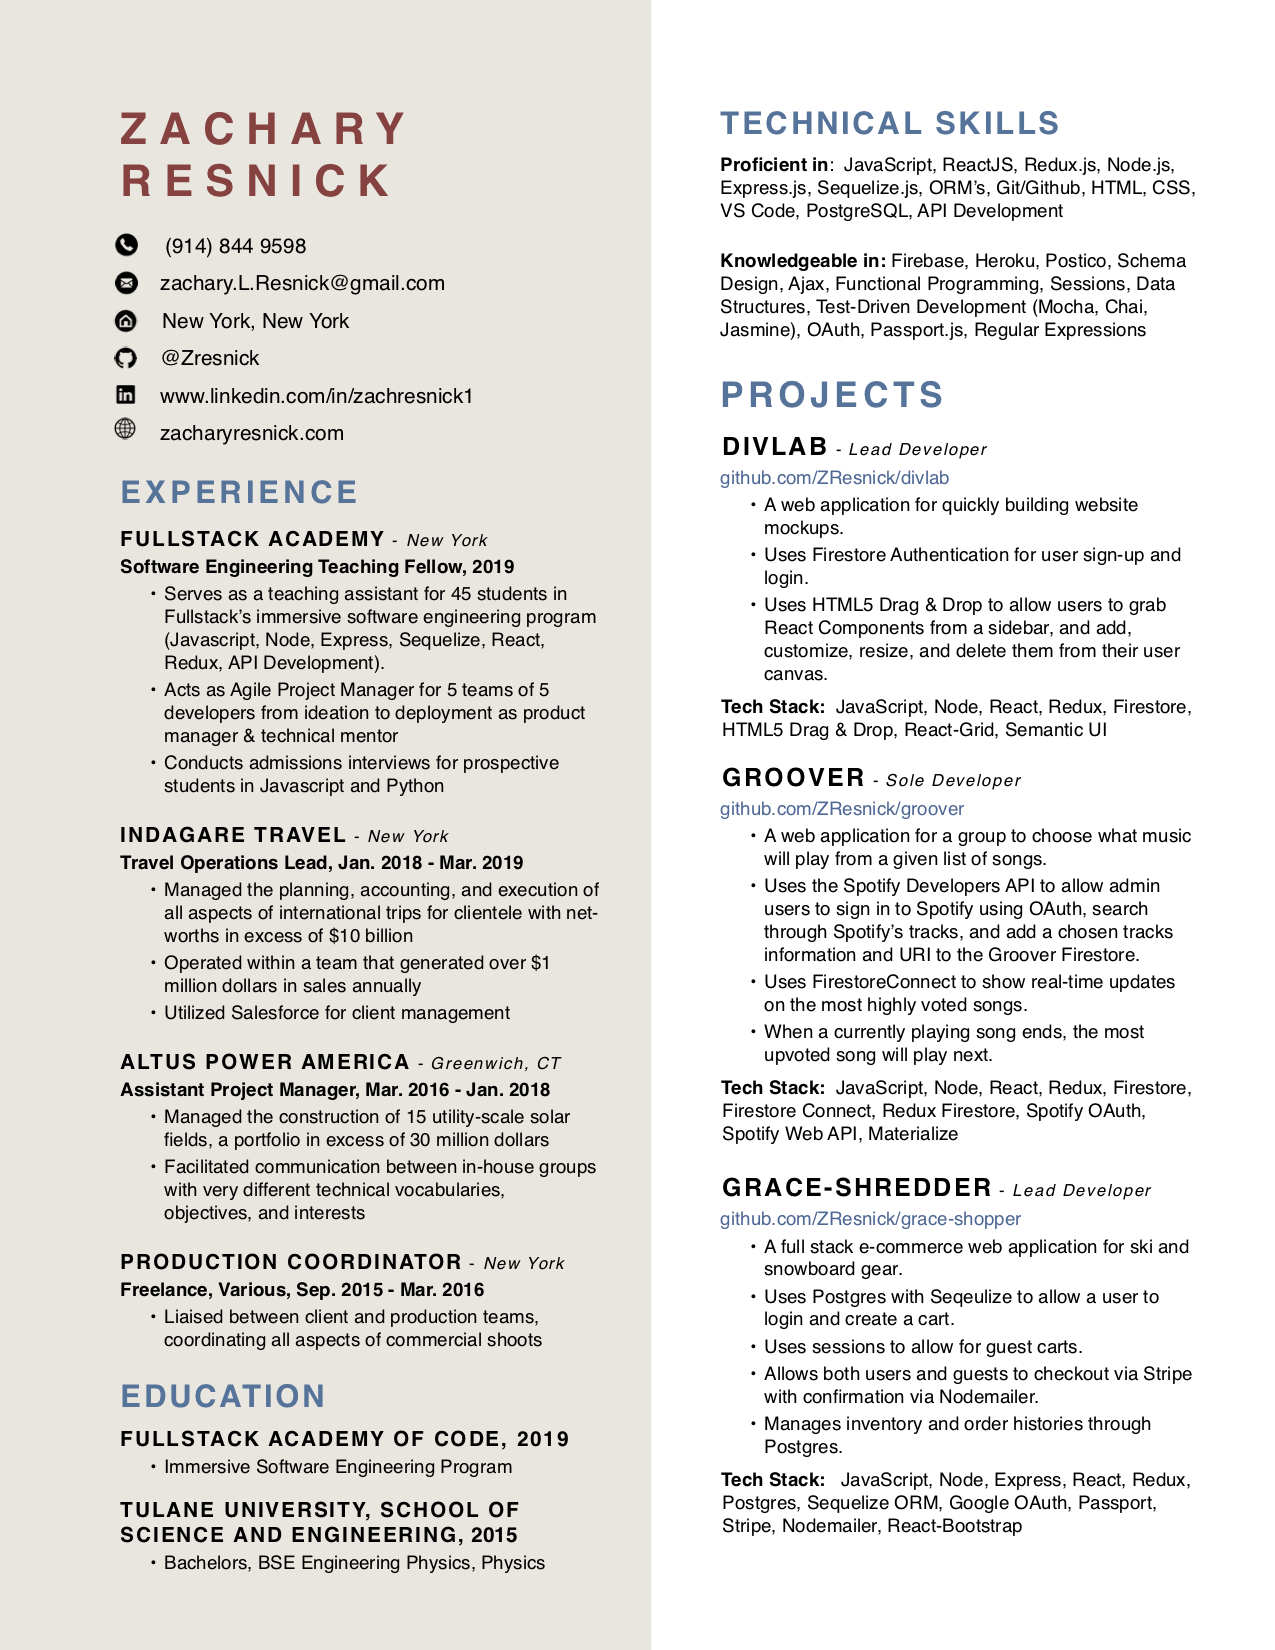 ZACHARY
RESNICK
(914) 844 9598
zachary.L.Resnick@gmail.com
New York, New York
@Zresnick
www.linkedin.com/in/zachresnick1
zacharyresnick.com
EXPERIENCE
FULLSTACK ACADEMY - New York
Software Engineering Teaching Fellow, 2019
• Serves as a teaching assistant for 45 students in
Fullstack’s immersive software engineering program
(Javascript, Node, Express, Sequelize, React,
Redux, API Development).
• Acts as Agile Project Manager for 5 teams of 5
developers from ideation to deployment as product
manager & technical mentor
• Conducts admissions interviews for prospective
students in Javascript and Python
INDAGARE TRAVEL - New York
Travel Operations Lead, Jan. 2018 - Mar. 2019
• Managed the planning, accounting, and execution of
all aspects of international trips for clientele with net-
worths in excess of $10 billion
• Operated within a team that generated over $1
million dollars in sales annually
• Utilized Salesforce for client management
ALTUS POWER AMERICA - Greenwich, CT
Assistant Project Manager, Mar. 2016 - Jan. 2018
• Managed the construction of 15 utility-scale solar
fields, a portfolio in excess of 30 million dollars
• Facilitated communication between in-house groups
with very different technical vocabularies,
objectives, and interests
PRODUCTION COORDINATOR - New York
Freelance, Various, Sep. 2015 - Mar. 2016
• Liaised between client and production teams,
coordinating all aspects of commercial shoots
EDUCATION
FULLSTACK ACADEMY OF CODE, 2019
• Immersive Software Engineering Program
TULANE UNIVERSITY, SCHOOL OF
SCIENCE AND ENGINEERING, 2015
• Bachelors, BSE Engineering Physics, Physics
TECHNICAL SKILLS
Proficient in: JavaScript, ReactJS, Redux.js, Node.js,
Express.js, Sequelize.js, ORM’s, Git/Github, HTML, CSS,
VS Code, PostgreSQL, API Development
Knowledgeable in: Firebase, Heroku, Postico, Schema
Design, Ajax, Functional Programming, Sessions, Data
Structures, Test-Driven Development (Mocha, Chai,
Jasmine), OAuth, Passport.js, Regular Expressions
PROJECTS
DIVLAB - Lead Developer
github.com/ZResnick/divlab
• A web application for quickly building website
mockups.
• Uses Firestore Authentication for user sign-up and
login.
• Uses HTML5 Drag & Drop to allow users to grab
React Components from a sidebar, and add,
customize, resize, and delete them from their user
canvas.
Tech Stack: JavaScript, Node, React, Redux, Firestore,
HTML5 Drag & Drop, React-Grid, Semantic UI
GROOVER - Sole Developer
github.com/ZResnick/groover
• A web application for a group to choose what music
will play from a given list of songs.
• Uses the Spotify Developers API to allow admin
users to sign in to Spotify using OAuth, search
through Spotify’s tracks, and add a chosen tracks
information and URI to the Groover Firestore.
• Uses FirestoreConnect to show real-time updates
on the most highly voted songs.
• When a currently playing song ends, the most
upvoted song will play next.
Tech Stack: JavaScript, Node, React, Redux, Firestore,
Firestore Connect, Redux Firestore, Spotify OAuth,
Spotify Web API, Materialize
GRACE-SHREDDER - Lead Developer
github.com/ZResnick/grace-shopper
• A full stack e-commerce web application for ski and
snowboard gear.
• Uses Postgres with Seqeulize to allow a user to
login and create a cart.
• Uses sessions to allow for guest carts.
• Allows both users and guests to checkout via Stripe
with confirmation via Nodemailer.
• Manages inventory and order histories through
Postgres.
Tech Stack: JavaScript, Node, Express, React, Redux,
Postgres, Sequelize ORM, Google OAuth, Passport,
Stripe, Nodemailer, React-Bootstrap